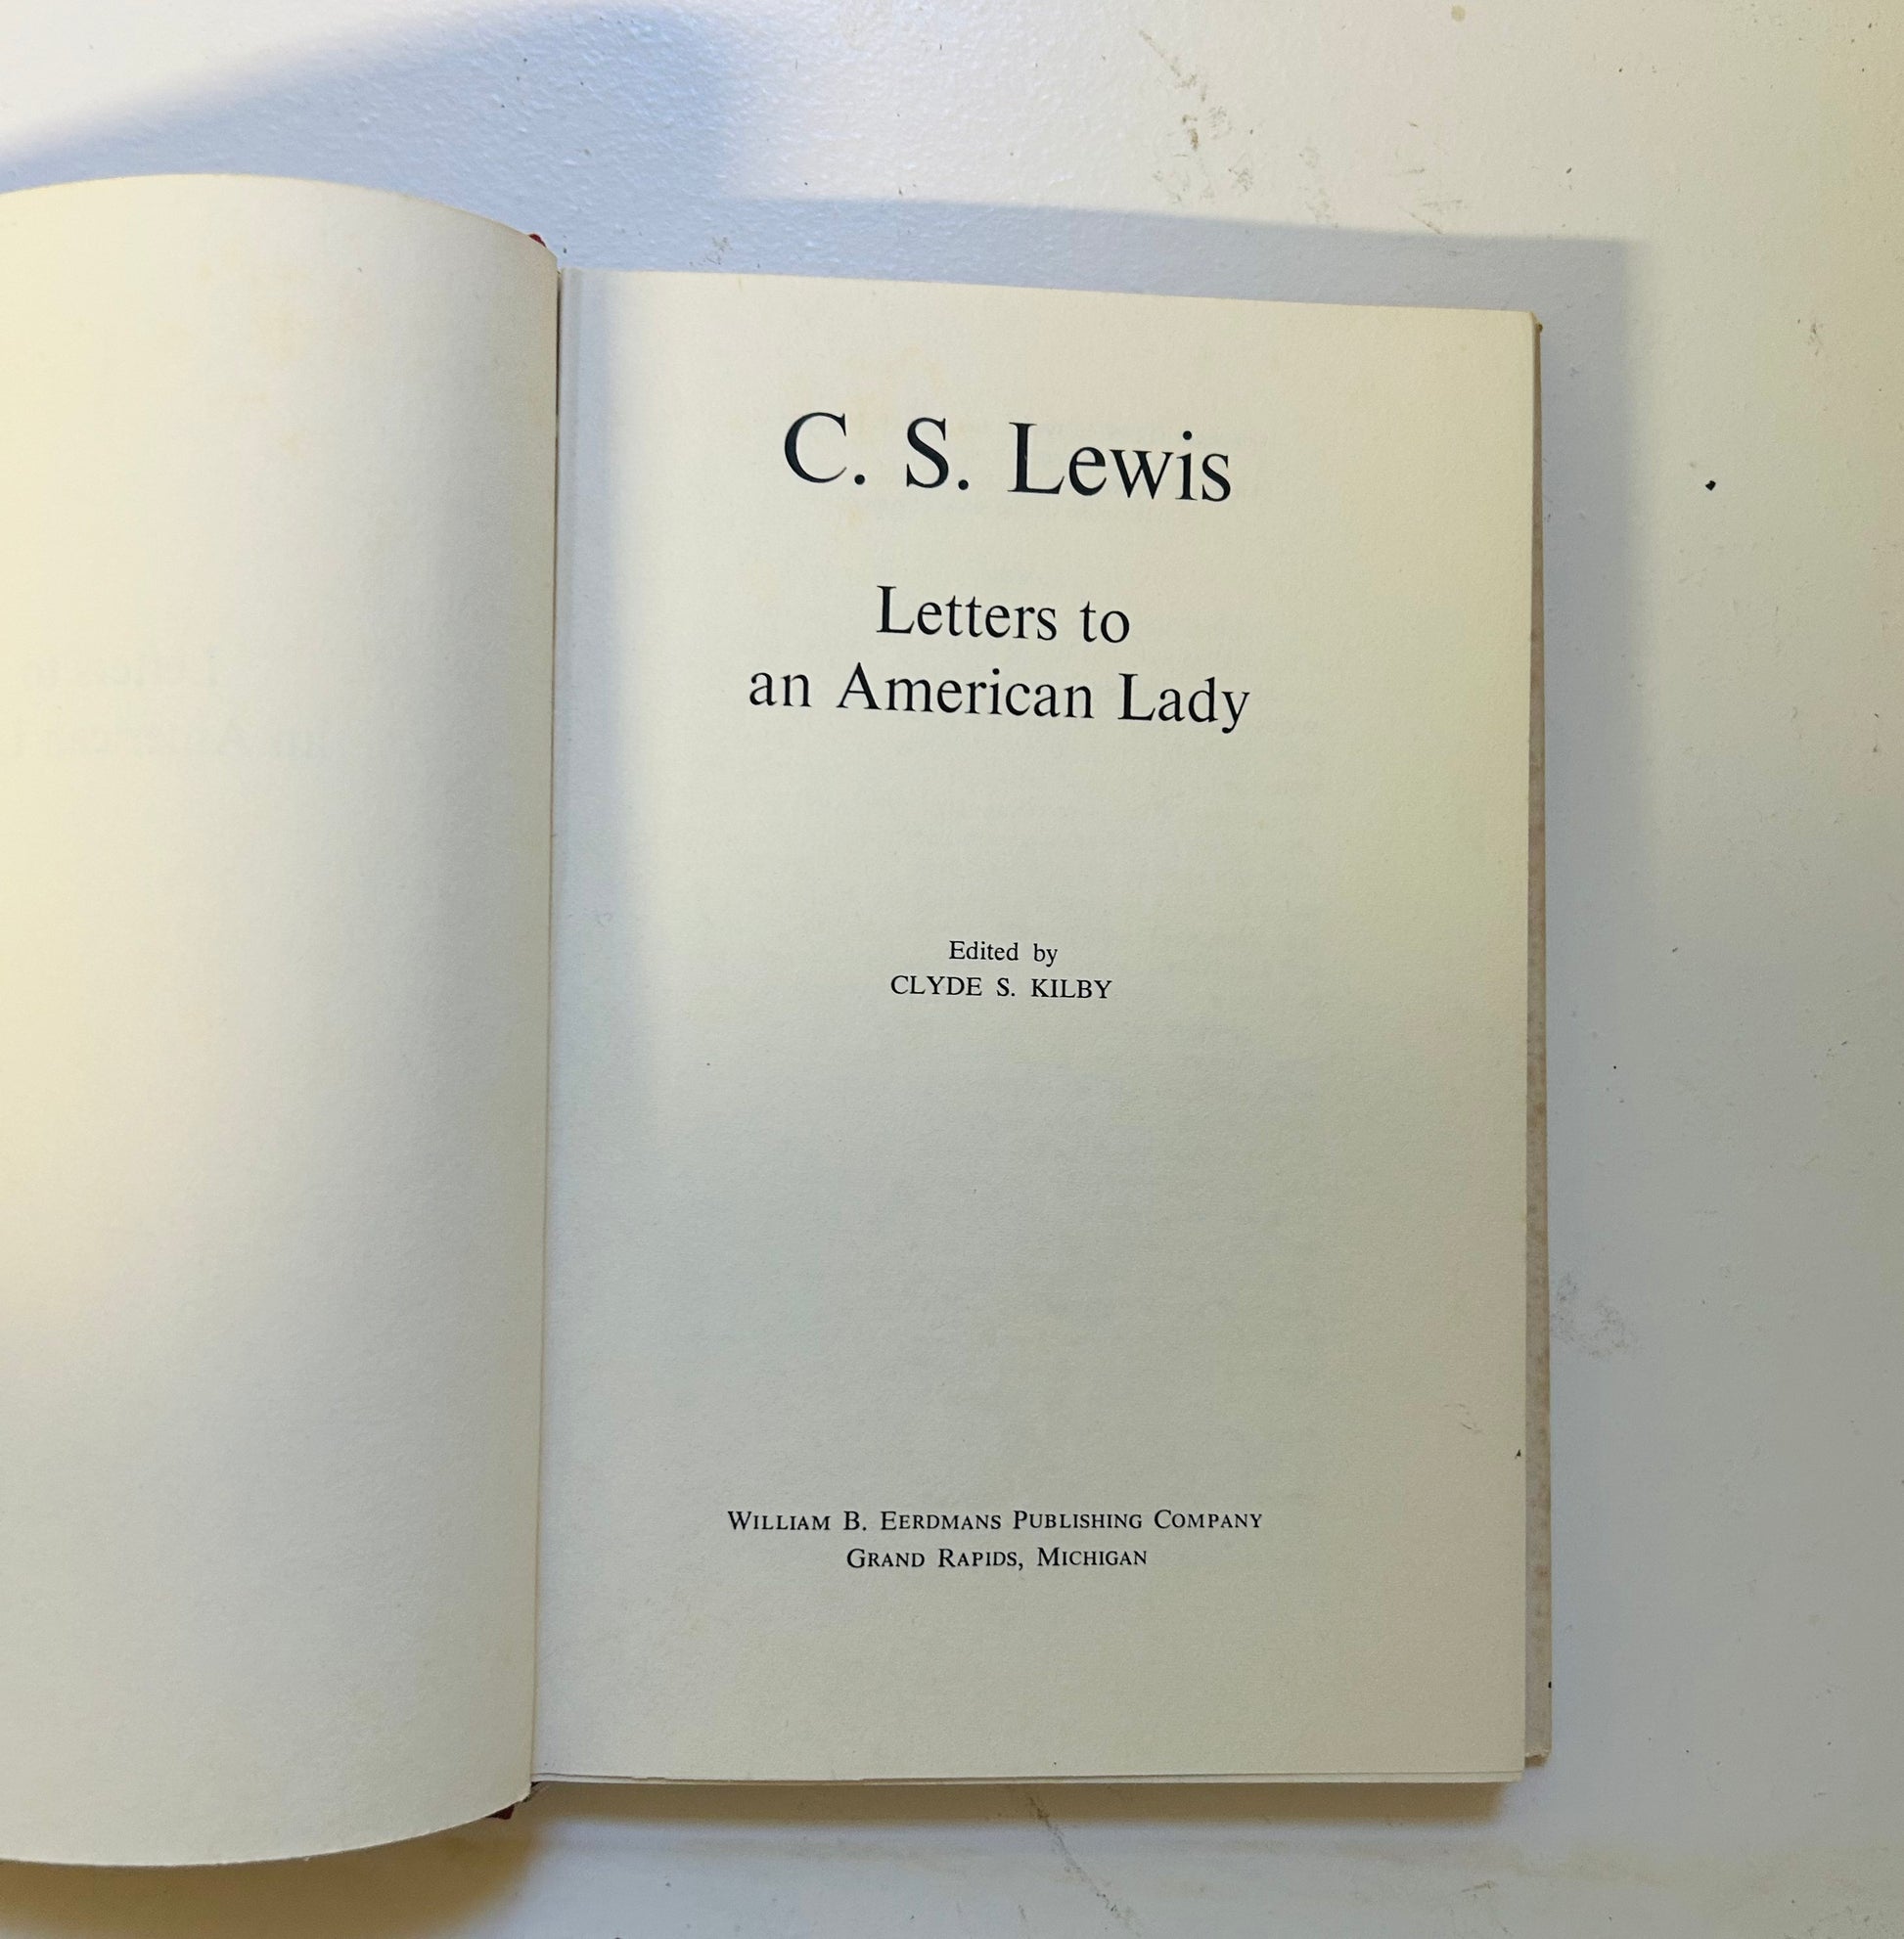 C. S. Lewis
Letters to
an American Lady
Edited by
CLYDE S. KILBY
WILLIAM B. EERDMANS PUBLISHING COMPANY
GRAND RAPIDS, MICHIGAN